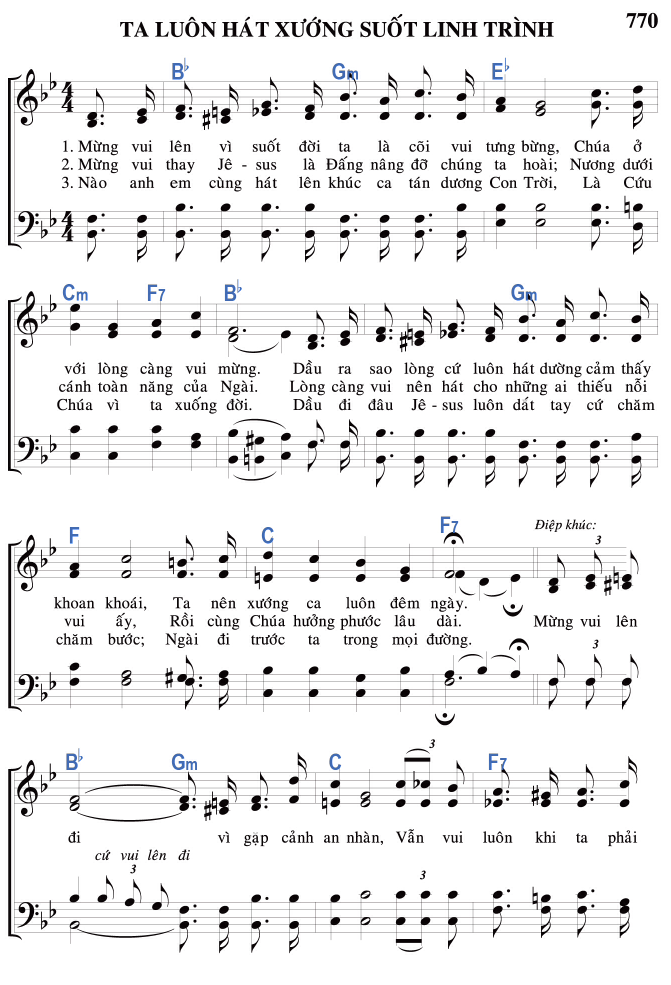 770
TA LUÔN HÁT XƯỚNG SUỐT LINH TRÌNH
B♭ Gm E♭
1. Mừng vui lên vì suốt đời ta là cõi vui tưng bừng, Chúa ở
2. Mừng vui thay Jê - sus là Đấng nâng đỡ chúng ta hoài; Nương dưới
3. Nào anh em cùng hát lên khúc ca tán dương Con Trời, Là Cứu
Cm F7 B♭ Gm
với lòng càng vui mừng. Dầu ra sao lòng cứ luôn hát dường cảm thấy
cánh toàn năng của Ngài. Lòng càng vui nên hát cho những ai thiếu nỗi
Chúa vì ta xuống đời. Dầu đi đâu Jê - sus luôn dắt tay cứ chăm
F C F7 Điệp khúc:
3
khoan khoái, Ta nên xướng ca luôn đêm ngày.
vui ấy, Rồi cùng Chúa hưởng phước lâu dài. Mừng vui lên
chăm bước; Ngài đi trước ta trong mọi đường.
3
B♭ Gm C F7
3
đi vì gặp cảnh an nhàn, Vẫn vui luôn khi ta phải
cứ vui lên đi
3 3